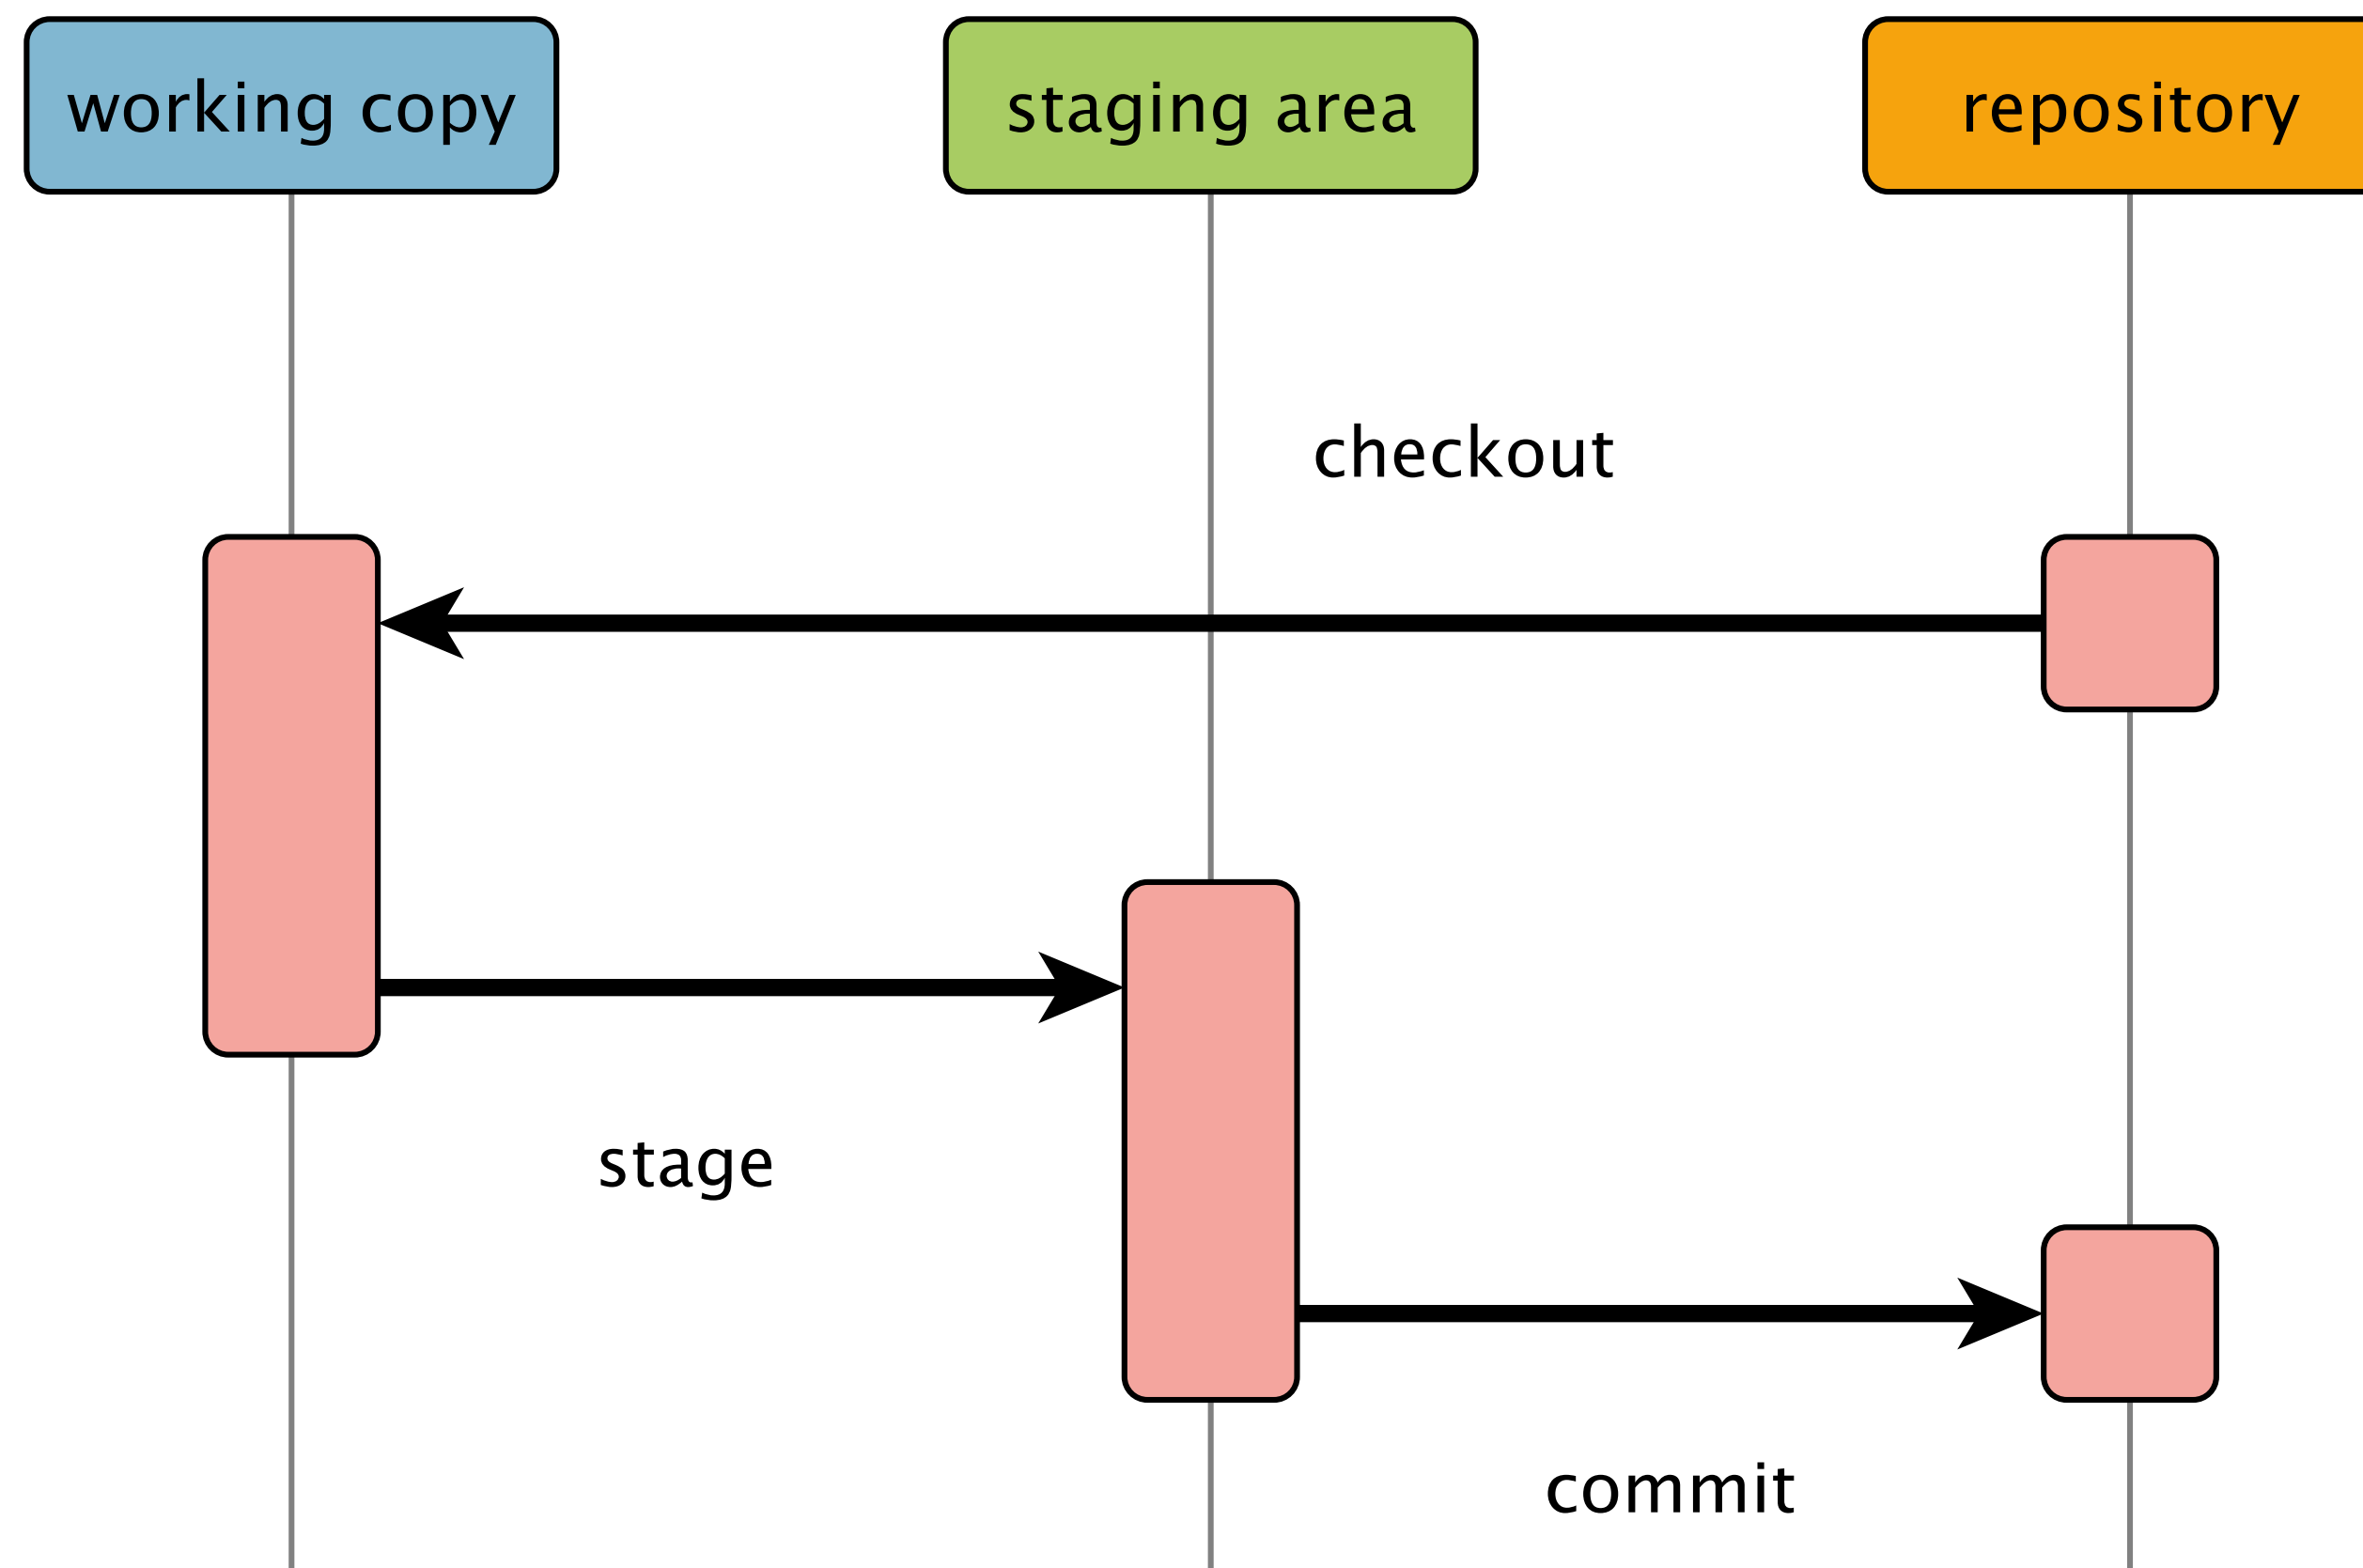 working copy
staging area
repository
checkout
stage
commit